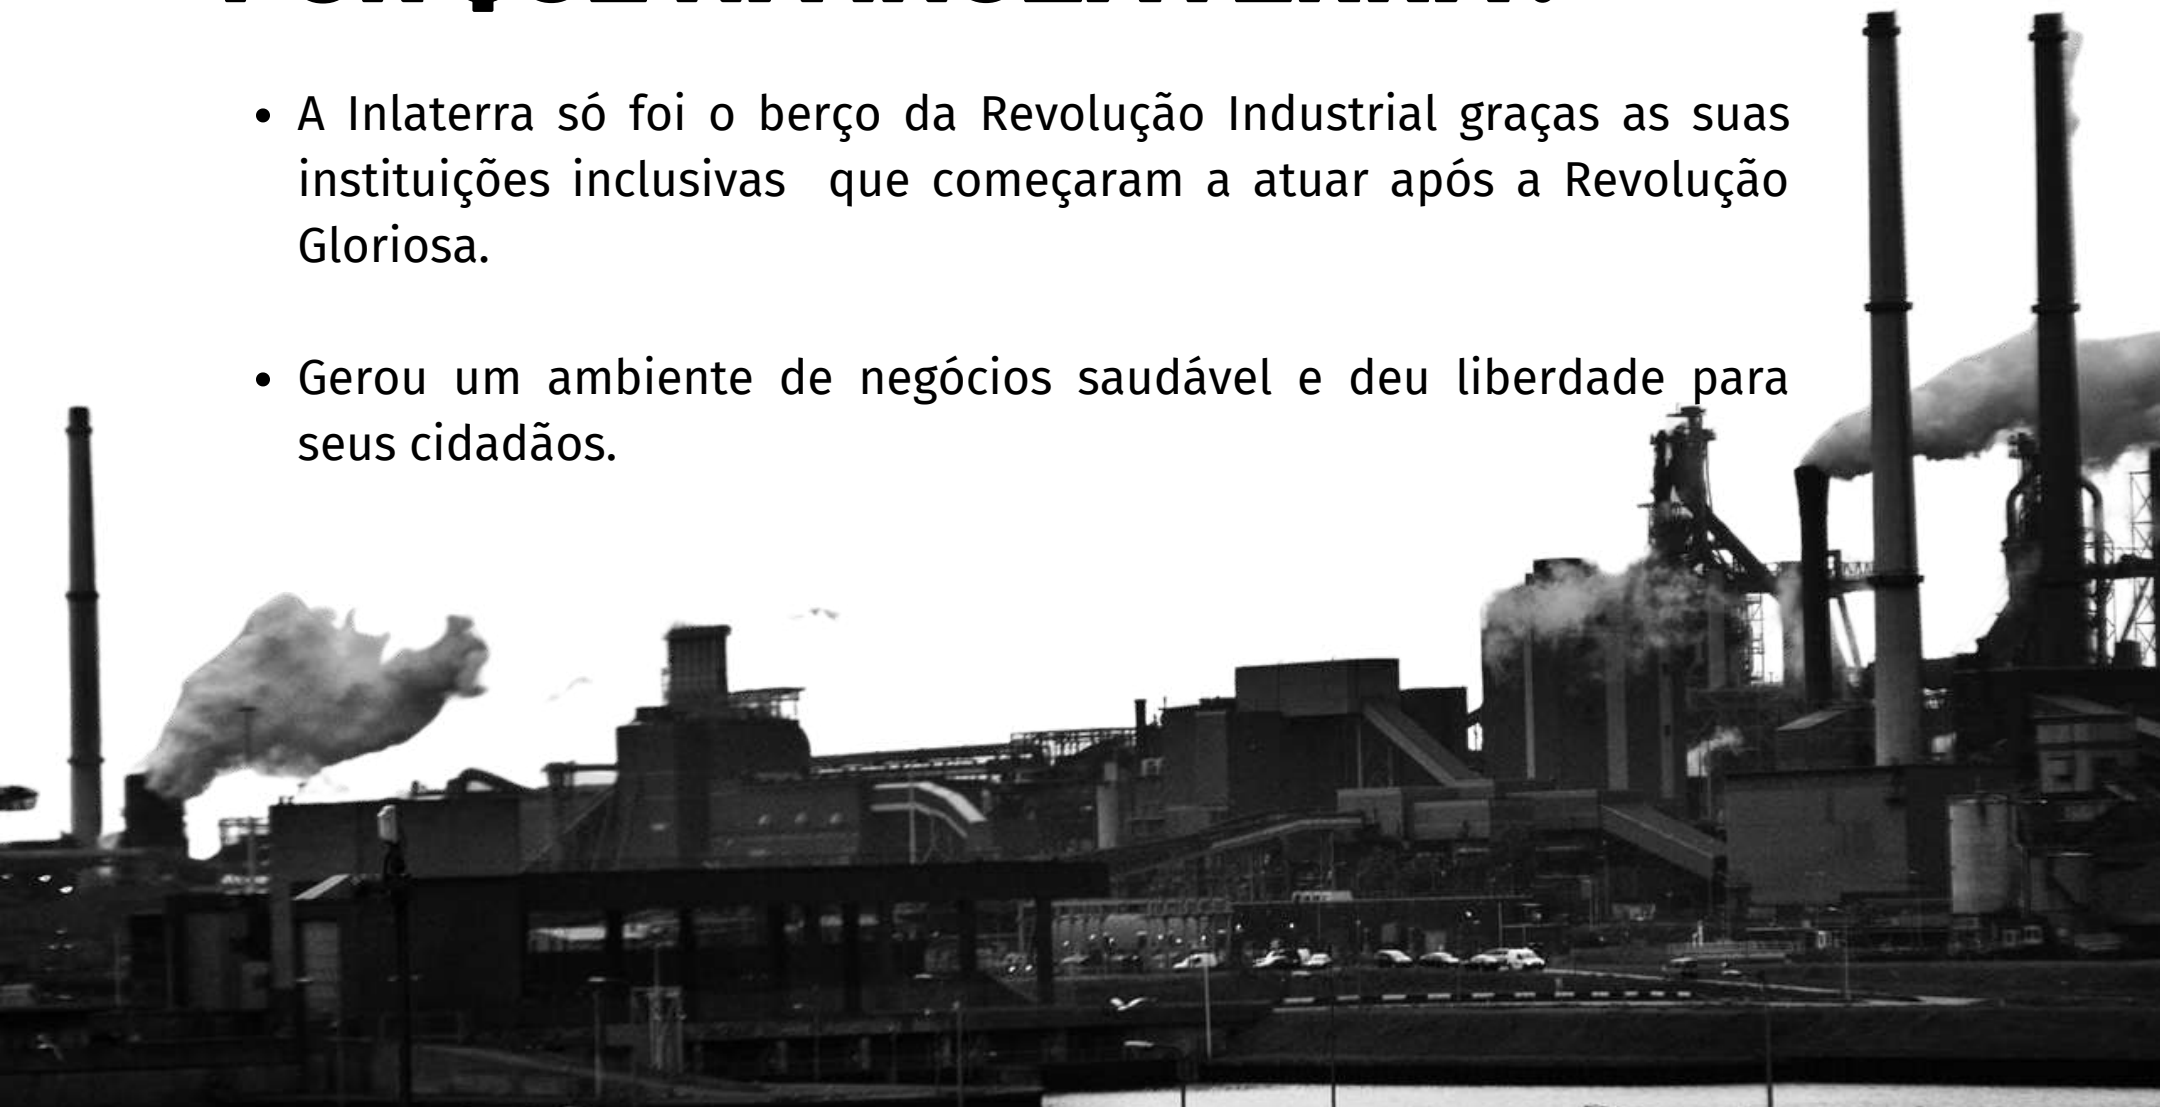 • A Inlaterra só foi o berço da Revolução Industrial graças as suas
instituições inclusivas que começaram a atuar após a Revolução
Gloriosa.
• Gerou um ambiente de negócios saudável e deu liberdade para
seus cidadãos.